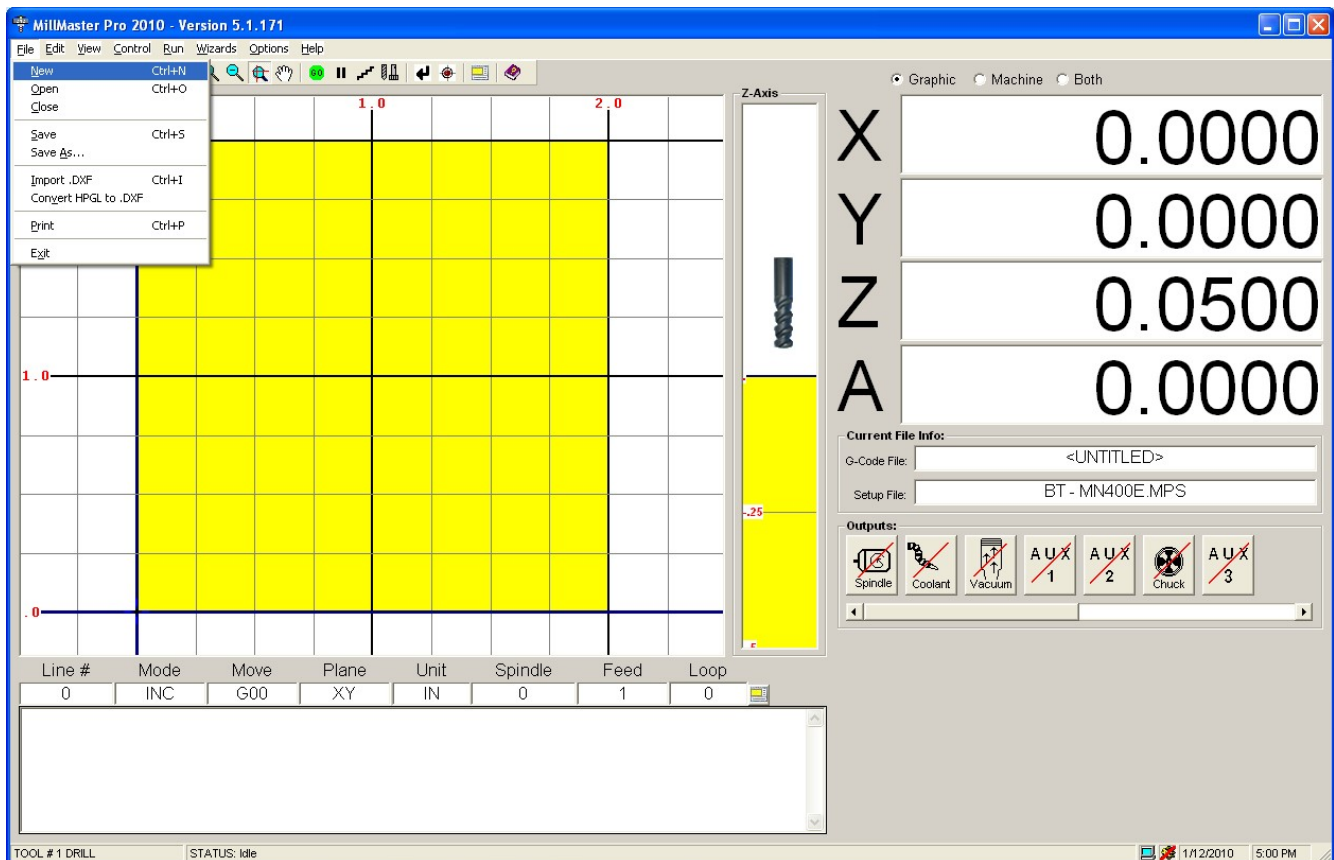 MillMaster Pro 2010 - Version 5.1.171
File Edit View Control Run Wizards Options Help
New Ctrl+N
Open Ctrl+O
Close
Save Ctrl+S
Save As...
Import .DXF Ctrl+I
Convert HPGL to .DXF
Print Ctrl+P
Exit
GO
1.0 2.0
1.0
.0
Z-Axis
-.25
Graphic Machine Both
X 0.0000
Y 0.0000
Z 0.0500
A 0.0000
Current File Info:
G-Code File: <UNTITLED>
Setup File: BT - MN400E.MPS
Outputs:
Spindle
Coolant
Vacuum
AUX 1
AUX 2
Chuck
AUX 3
Line # Mode Move Plane Unit Spindle Feed Loop
0 INC G00 XY IN 0 1 0
TOOL # 1 DRILL STATUS: Idle 1/12/2010 5:00 PM